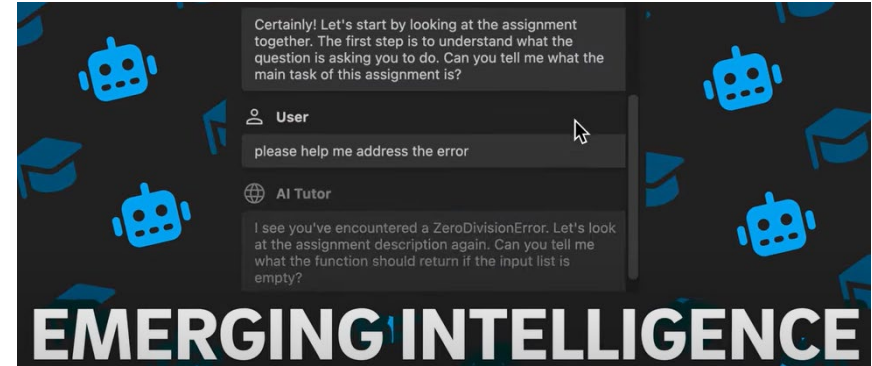 Certainly! Let's start by looking at the assignment
together. The first step is to understand what the
question is asking you to do. Can you tell me what the
main task of this assignment is?
User
please help me address the error
AI Tutor
I see you've encountered a ZeroDivisionError. Let's look
at the assignment description again. Can you tell me
what the function should return if the input list is
empty?
EMERGING INTELLIGENCE